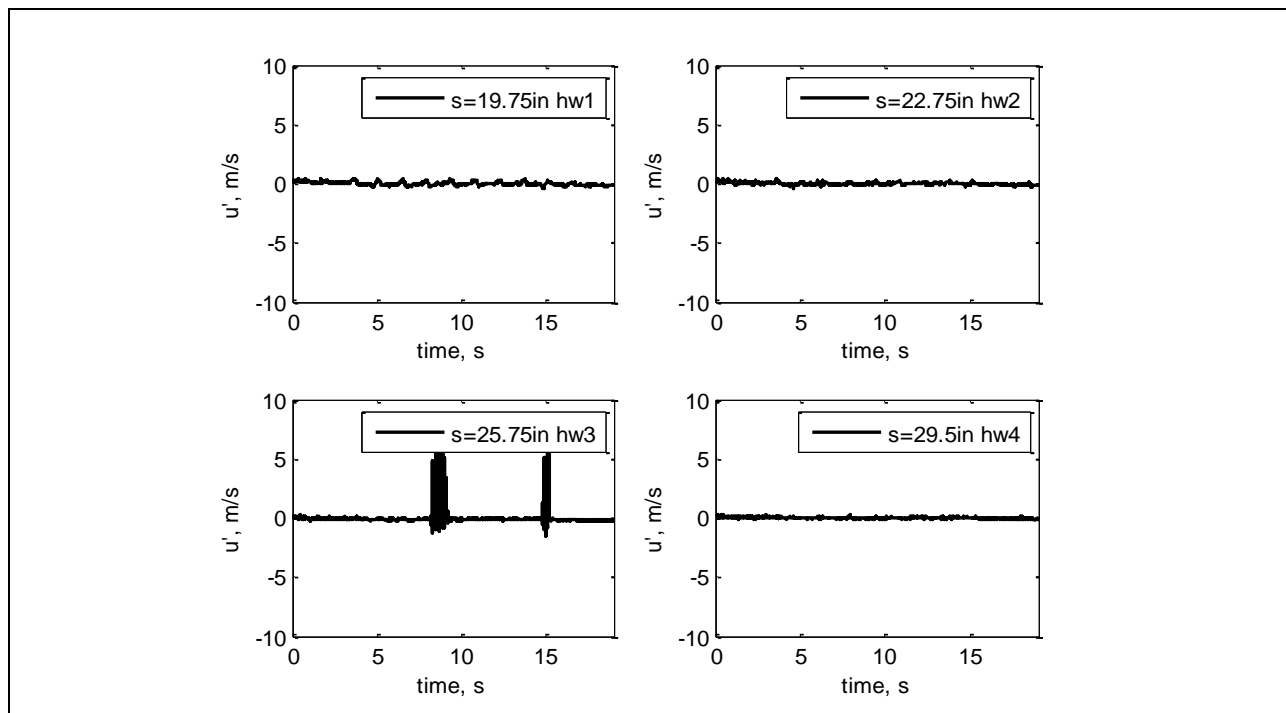 10
5
0
-5
-10
u', m/s
s=19.75in hw1
0 5 10 15
time, s
10
5
0
-5
-10
u', m/s
s=22.75in hw2
0 5 10 15
time, s
10
5
0
-5
-10
u', m/s
s=25.75in hw3
0 5 10 15
time, s
10
5
0
-5
-10
u', m/s
s=29.5in hw4
0 5 10 15
time, s